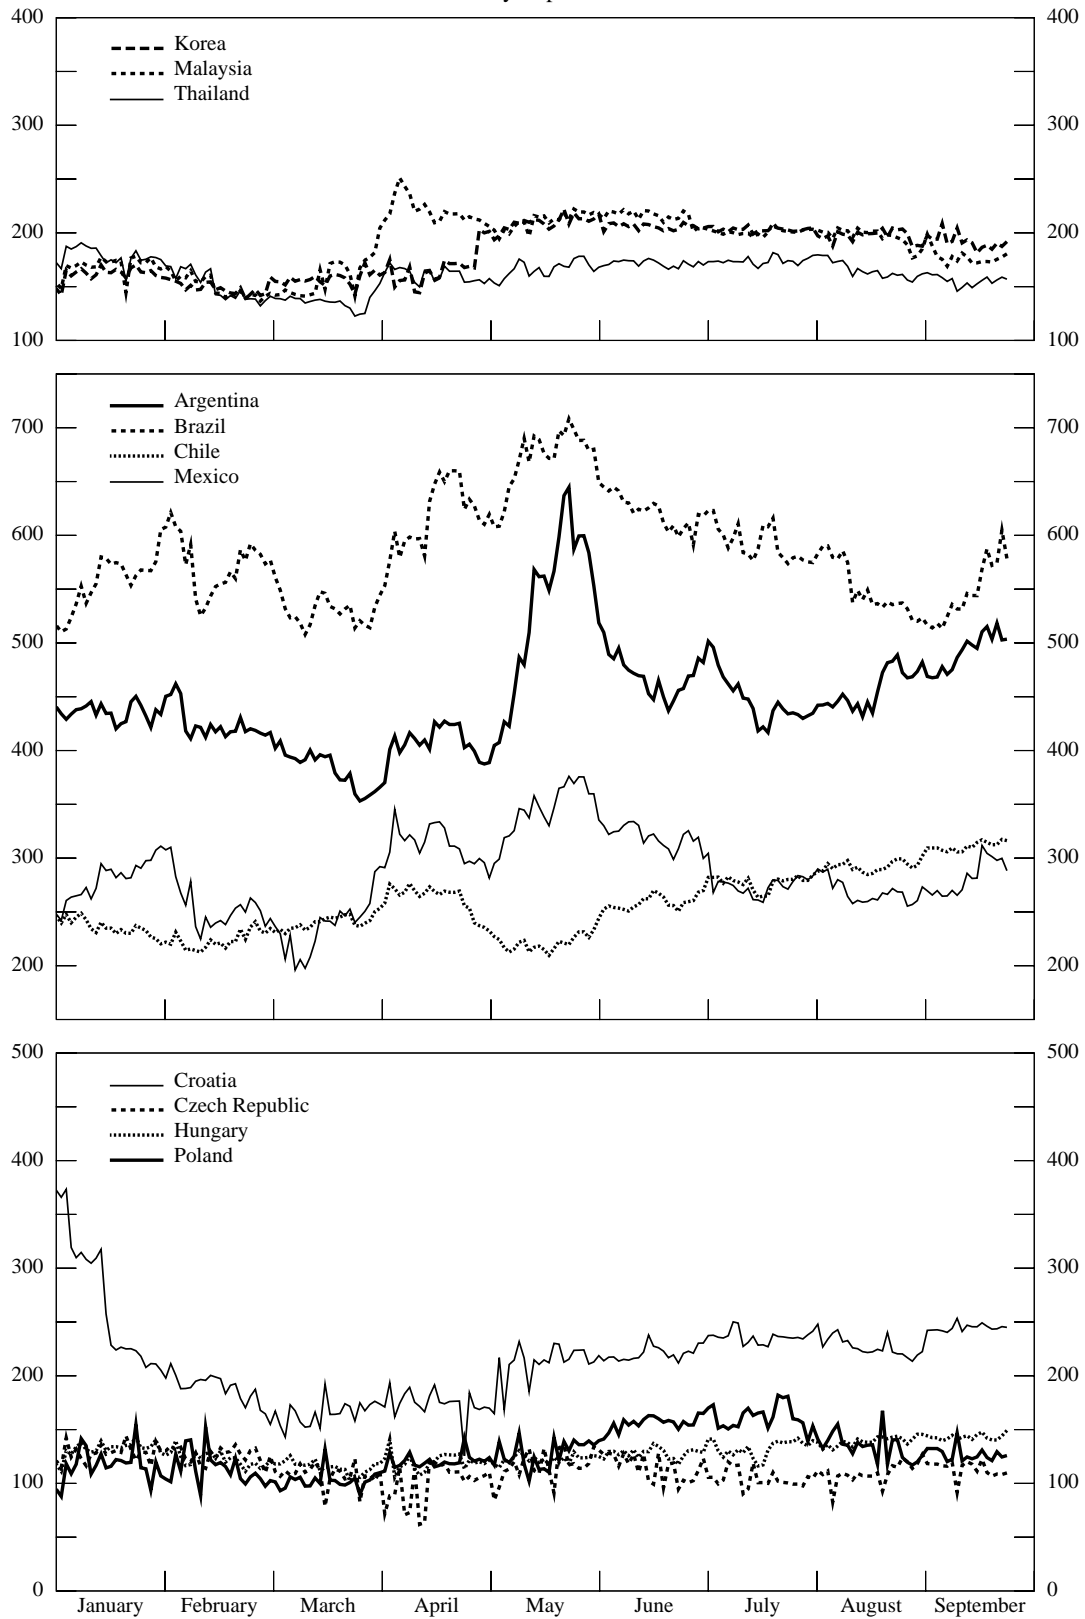 400 400
Korea
Malaysia
Thailand
300 300
200 200
100 100
Argentina
700 700
Brazil
Chile
Mexico
600 600
500 500
400 400
300 300
200 200
500 500
Croatia
Czech Republic
Hungary
Poland
400 400
300 300
200 200
100 100
0 0
January February March April May June July August September